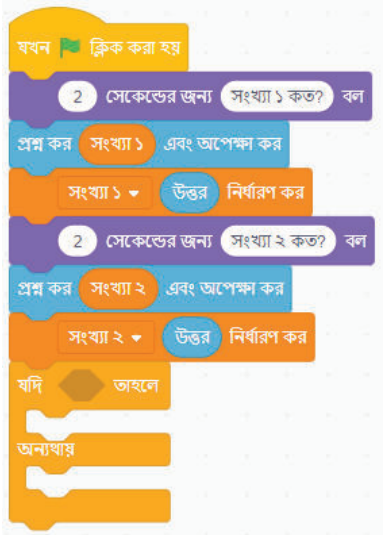 যখন ক্লিক করা হয়
2 সেকেন্ডের জন্য সংখ্যা ১ কত? বল
প্রশ্ন কর সংখ্যা ১ এবং অপেক্ষা কর
সংখ্যা ১ উত্তর নির্ধারণ কর
2 সেকেন্ডের জন্য সংখ্যা ২ কত? বল
প্রশ্ন কর সংখ্যা ২ এবং অপেক্ষা কর
সংখ্যা ২ উত্তর নির্ধারণ কর
যদি তাহলে
অন্যথায়